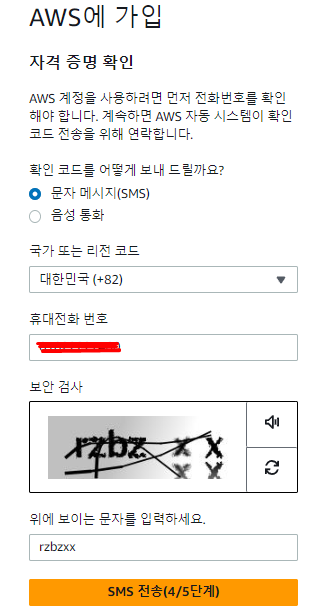 AWS에 가입
자격 증명 확인
AWS 계정을 사용하려면 먼저 전화번호를 확인
해야 합니다. 계속하면 AWS 자동 시스템이 확인
코드 전송을 위해 연락합니다.
확인 코드를 어떻게 보내 드릴까요?
문자 메시지(SMS)
음성 통화
국가 또는 리전 코드
대한민국 (+82)
휴대전화 번호
보안 검사
rzbz x x
위에 보이는 문자를 입력하세요.
rzbzxx
SMS 전송(4/5단계)